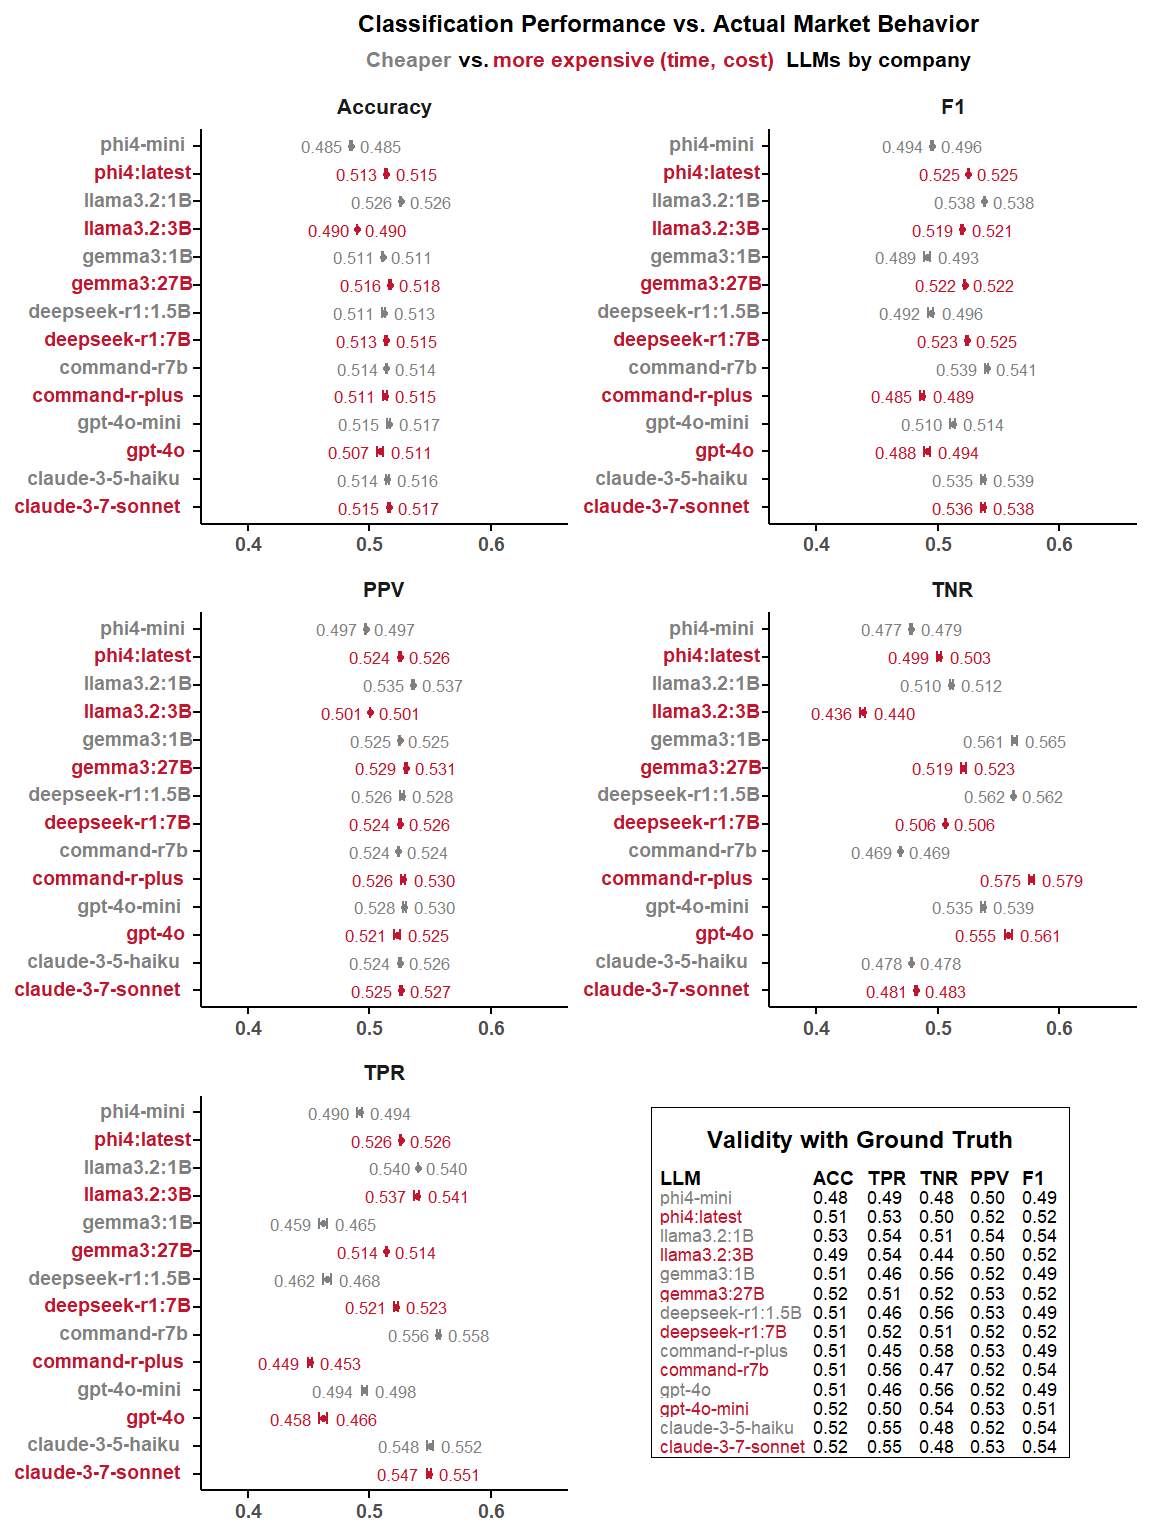 Classification Performance vs. Actual Market Behavior
Cheaper vs. more expensive (time, cost) LLMs by company
Accuracy
phi4-mini 0.485 0.485
phi4:latest 0.513 0.515
llama3.2:1B 0.526 0.526
llama3.2:3B 0.490 0.490
gemma3:1B 0.511 0.511
gemma3:27B 0.516 0.518
deepseek-r1:1.5B 0.511 0.513
deepseek-r1:7B 0.513 0.515
command-r7b 0.514 0.514
command-r-plus 0.511 0.515
gpt-4o-mini 0.515 0.517
gpt-4o 0.507 0.511
claude-3-5-haiku 0.514 0.516
claude-3-7-sonnet 0.515 0.517
0.4 0.5 0.6
F1
phi4-mini 0.494 0.496
phi4:latest 0.525 0.525
llama3.2:1B 0.538 0.538
llama3.2:3B 0.519 0.521
gemma3:1B 0.489 0.493
gemma3:27B 0.522 0.522
deepseek-r1:1.5B 0.492 0.496
deepseek-r1:7B 0.523 0.525
command-r7b 0.539 0.541
command-r-plus 0.485 0.489
gpt-4o-mini 0.510 0.514
gpt-4o 0.488 0.494
claude-3-5-haiku 0.535 0.539
claude-3-7-sonnet 0.536 0.538
0.4 0.5 0.6
PPV
phi4-mini 0.497 0.497
phi4:latest 0.524 0.526
llama3.2:1B 0.535 0.537
llama3.2:3B 0.501 0.501
gemma3:1B 0.525 0.525
gemma3:27B 0.529 0.531
deepseek-r1:1.5B 0.526 0.528
deepseek-r1:7B 0.524 0.526
command-r7b 0.524 0.524
command-r-plus 0.526 0.530
gpt-4o-mini 0.528 0.530
gpt-4o 0.521 0.525
claude-3-5-haiku 0.524 0.526
claude-3-7-sonnet 0.525 0.527
0.4 0.5 0.6
TNR
phi4-mini 0.477 0.479
phi4:latest 0.499 0.503
llama3.2:1B 0.510 0.512
llama3.2:3B 0.436 0.440
gemma3:1B 0.561 0.565
gemma3:27B 0.519 0.523
deepseek-r1:1.5B 0.562 0.562
deepseek-r1:7B 0.506 0.506
command-r7b 0.469 0.469
command-r-plus 0.575 0.579
gpt-4o-mini 0.535 0.539
gpt-4o 0.555 0.561
claude-3-5-haiku 0.478 0.478
claude-3-7-sonnet 0.481 0.483
0.4 0.5 0.6
TPR
phi4-mini 0.490 0.494
phi4:latest 0.526 0.526
llama3.2:1B 0.540 0.540
llama3.2:3B 0.537 0.541
gemma3:1B 0.459 0.465
gemma3:27B 0.514 0.514
deepseek-r1:1.5B 0.462 0.468
deepseek-r1:7B 0.521 0.523
command-r7b 0.556 0.558
command-r-plus 0.449 0.453
gpt-4o-mini 0.494 0.498
gpt-4o 0.458 0.466
claude-3-5-haiku 0.548 0.552
claude-3-7-sonnet 0.547 0.551
0.4 0.5 0.6
Validity with Ground Truth
LLM ACC TPR TNR PPV F1
phi4-mini 0.48 0.49 0.48 0.50 0.49
phi4:latest 0.51 0.53 0.50 0.52 0.52
llama3.2:1B 0.53 0.54 0.51 0.54 0.54
llama3.2:3B 0.49 0.54 0.44 0.50 0.52
gemma3:1B 0.51 0.46 0.56 0.52 0.49
gemma3:27B 0.52 0.51 0.52 0.53 0.52
deepseek-r1:1.5B 0.51 0.46 0.56 0.53 0.49
deepseek-r1:7B 0.51 0.52 0.51 0.52 0.52
command-r-plus 0.51 0.45 0.58 0.53 0.49
command-r7b 0.51 0.56 0.47 0.52 0.54
gpt-4o 0.51 0.46 0.56 0.52 0.49
gpt-4o-mini 0.52 0.50 0.54 0.53 0.51
claude-3-5-haiku 0.52 0.55 0.48 0.52 0.54
claude-3-7-sonnet 0.52 0.55 0.48 0.53 0.54